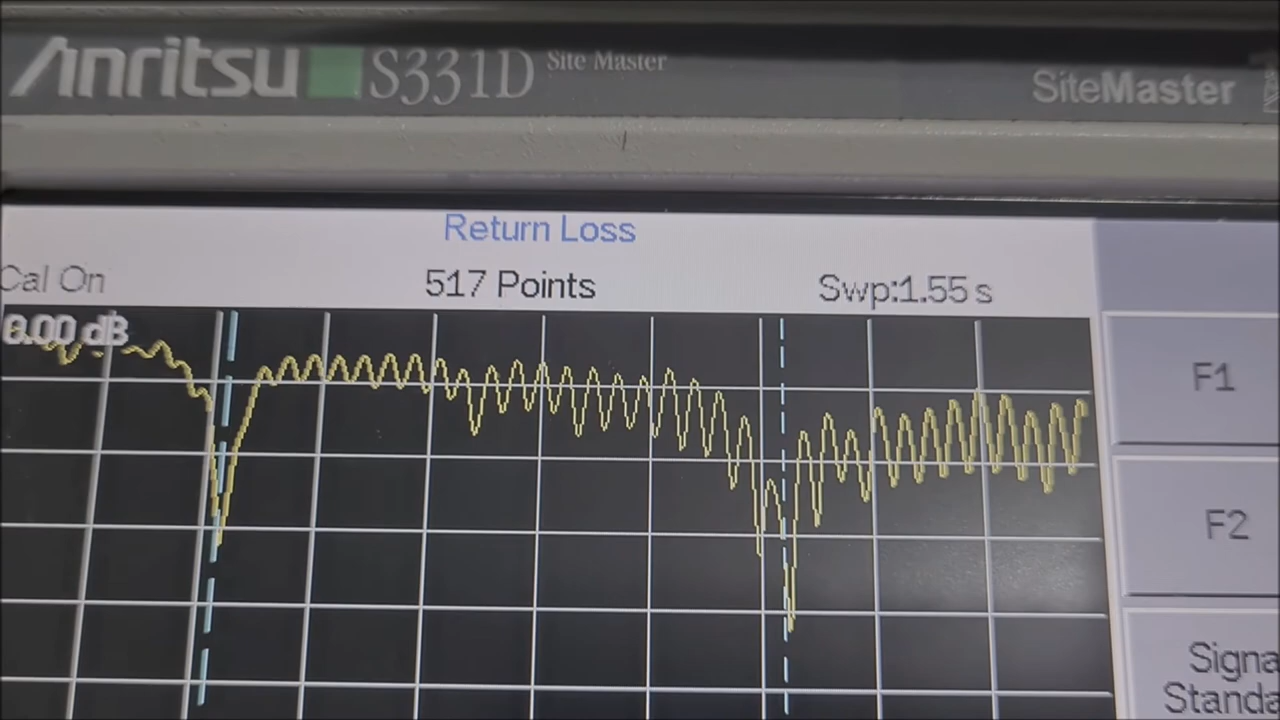 Anritsu S331D Site Master
SiteMaster
Return Loss
Cal On
517 Points
Swp:1.55 s
0.00 dB
F1
F2
Signa
Standa